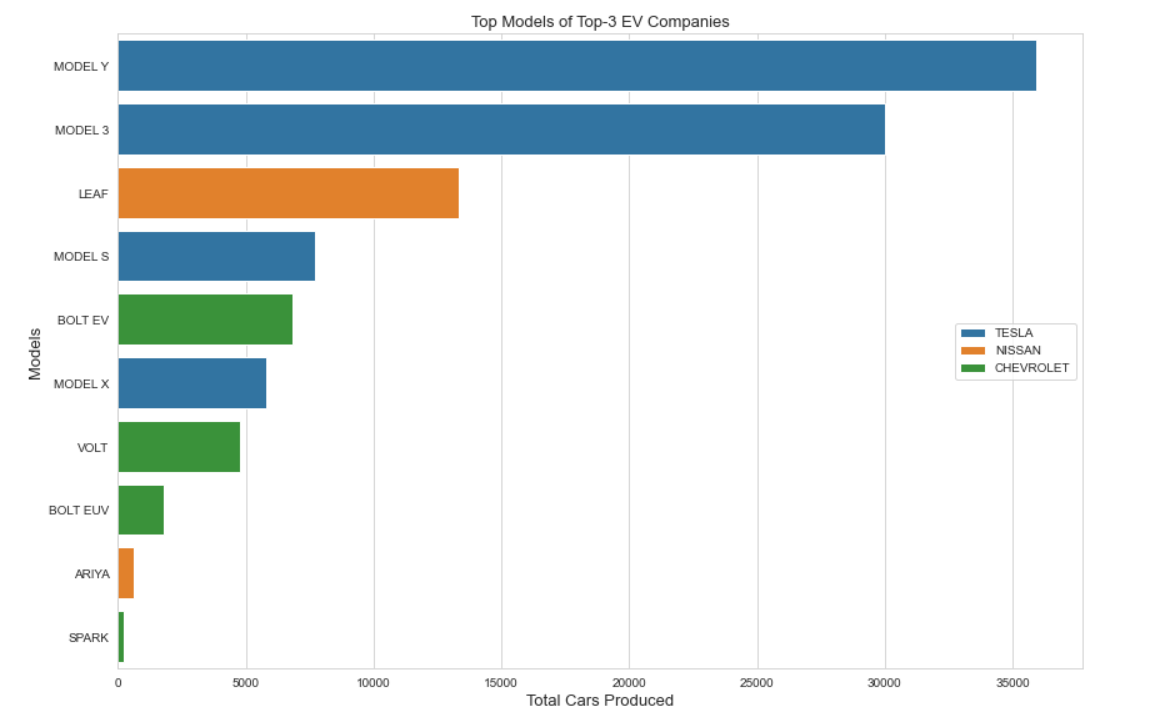 Top Models of Top-3 EV Companies
MODEL Y
MODEL 3
LEAF
MODEL S
BOLT EV
MODEL X
VOLT
BOLT EUV
ARIYA
SPARK
Models
TESLA
NISSAN
CHEVROLET
0 5000 10000 15000 20000 25000 30000 35000
Total Cars Produced